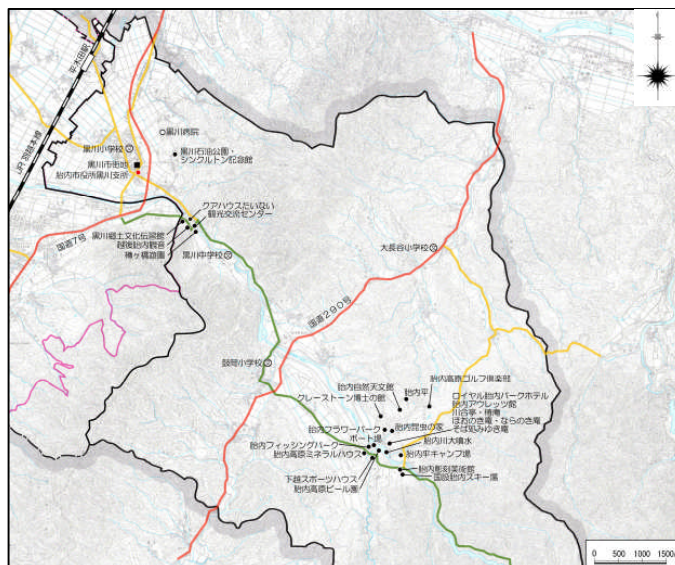 平木田駅
JR 羽越本線
黒川病院
黒川小学校
黒川石油公園・
シンクルトン記念館
黒川市街地
胎内市役所黒川支所
クアハウスたいない
観光交流センター
黒川郷土文化伝習館
越後胎内観音
樽ヶ橋遊園
黒川中学校
国道7号
大長谷小学校
国道290号
鼓岡小学校
胎内自然天文館
胎内平
胎内高原ゴルフ倶楽部
クレーストーン博士の館
ロイヤル胎内パークホテル
胎内アウレッツ館
ほおのき庵・ならのき庵
そば処みゆき庵
胎内フラワーパーク
胎内昆虫の家
ボート場
胎内フィッシングパーク
胎内川大噴水
胎内高原ミネラルハウス
胎内平キャンプ場
下越スポーツハウス
胎内彫刻美術館
胎内高原ビール園
国設胎内スキー場
0 500 1000 1500